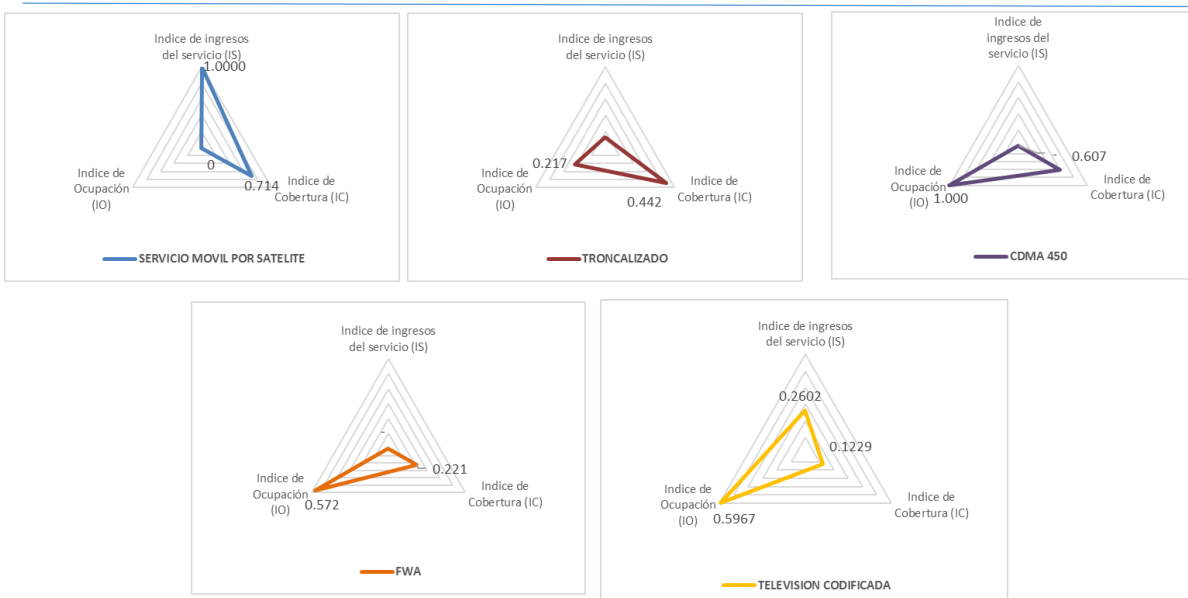 Indice de ingresos
del servicio (IS)
1.0000
0
0.714
Indice de
Ocupación
(IO)
Indice de
Cobertura (IC)
SERVICIO MOVIL POR SATELITE
Indice de ingresos
del servicio (IS)
0.217
0.442
Indice de
Ocupación
(IO)
Indice de
Cobertura (IC)
TRONCALIZADO
Indice de
ingresos del
servicio (IS)
-
0.607
Indice de
Ocupación
(IO)
1.000
Indice de
Cobertura (IC)
CDMA 450
Indice de ingresos
del servicio (IS)
-
0.221
Indice de
Ocupación
(IO)
0.572
Indice de
Cobertura (IC)
FWA
Indice de ingresos
del servicio (IS)
0.2602
0.1229
Indice de
Ocupación
(IO)
0.5967
Indice de
Cobertura (IC)
TELEVISION CODIFICADA